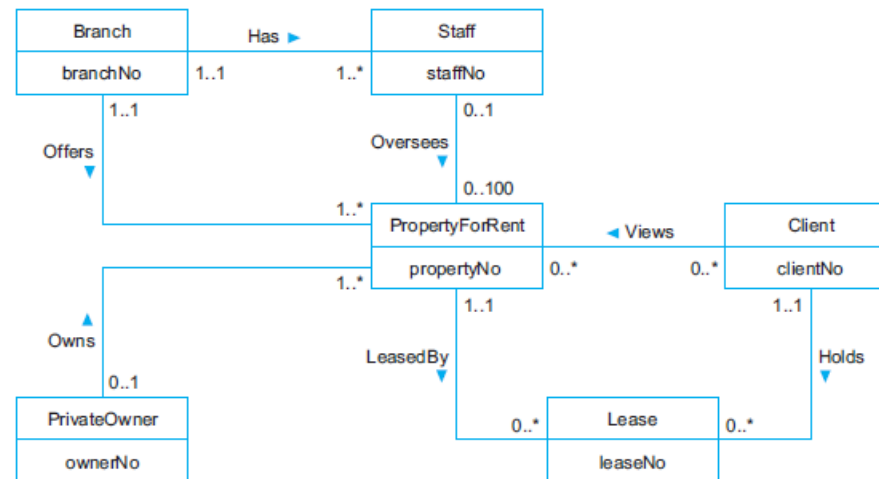 Branch
Has ►
Staff
branchNo
1..1
1..*
staffNo
1..1
0..1
Offers
▼
Oversees
▼
0..100
1..*
PropertyForRent
◄ Views
Client
propertyNo
1..*
0..*
0..*
clientNo
1..1
1..1
▲
Owns
LeasedBy
▼
Holds
▼
0..1
PrivateOwner
0..*
Lease
0..*
ownerNo
leaseNo